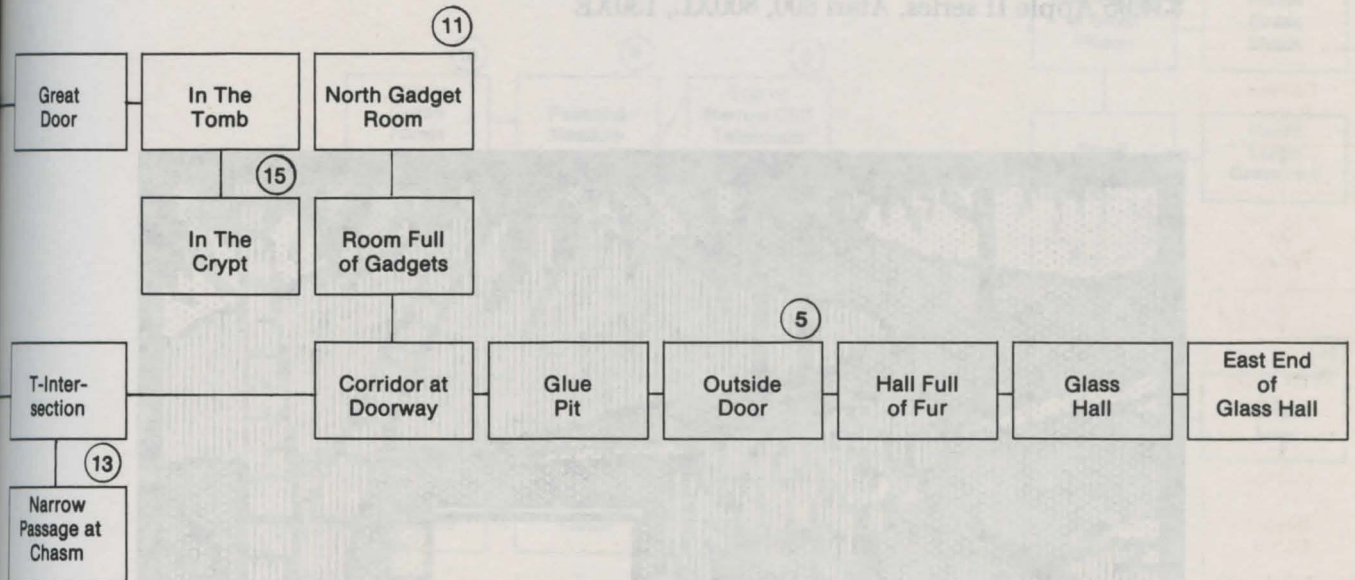 11
Great
Door
In The
Tomb
North Gadget
Room
15
In The
Crypt
Room Full
of Gadgets
5
T-Inter-
section
Corridor at
Doorway
Glue
Pit
Outside
Door
Hall Full
of Fur
Glass
Hall
East End
of
Glass Hall
13
Narrow
Passage at
Chasm